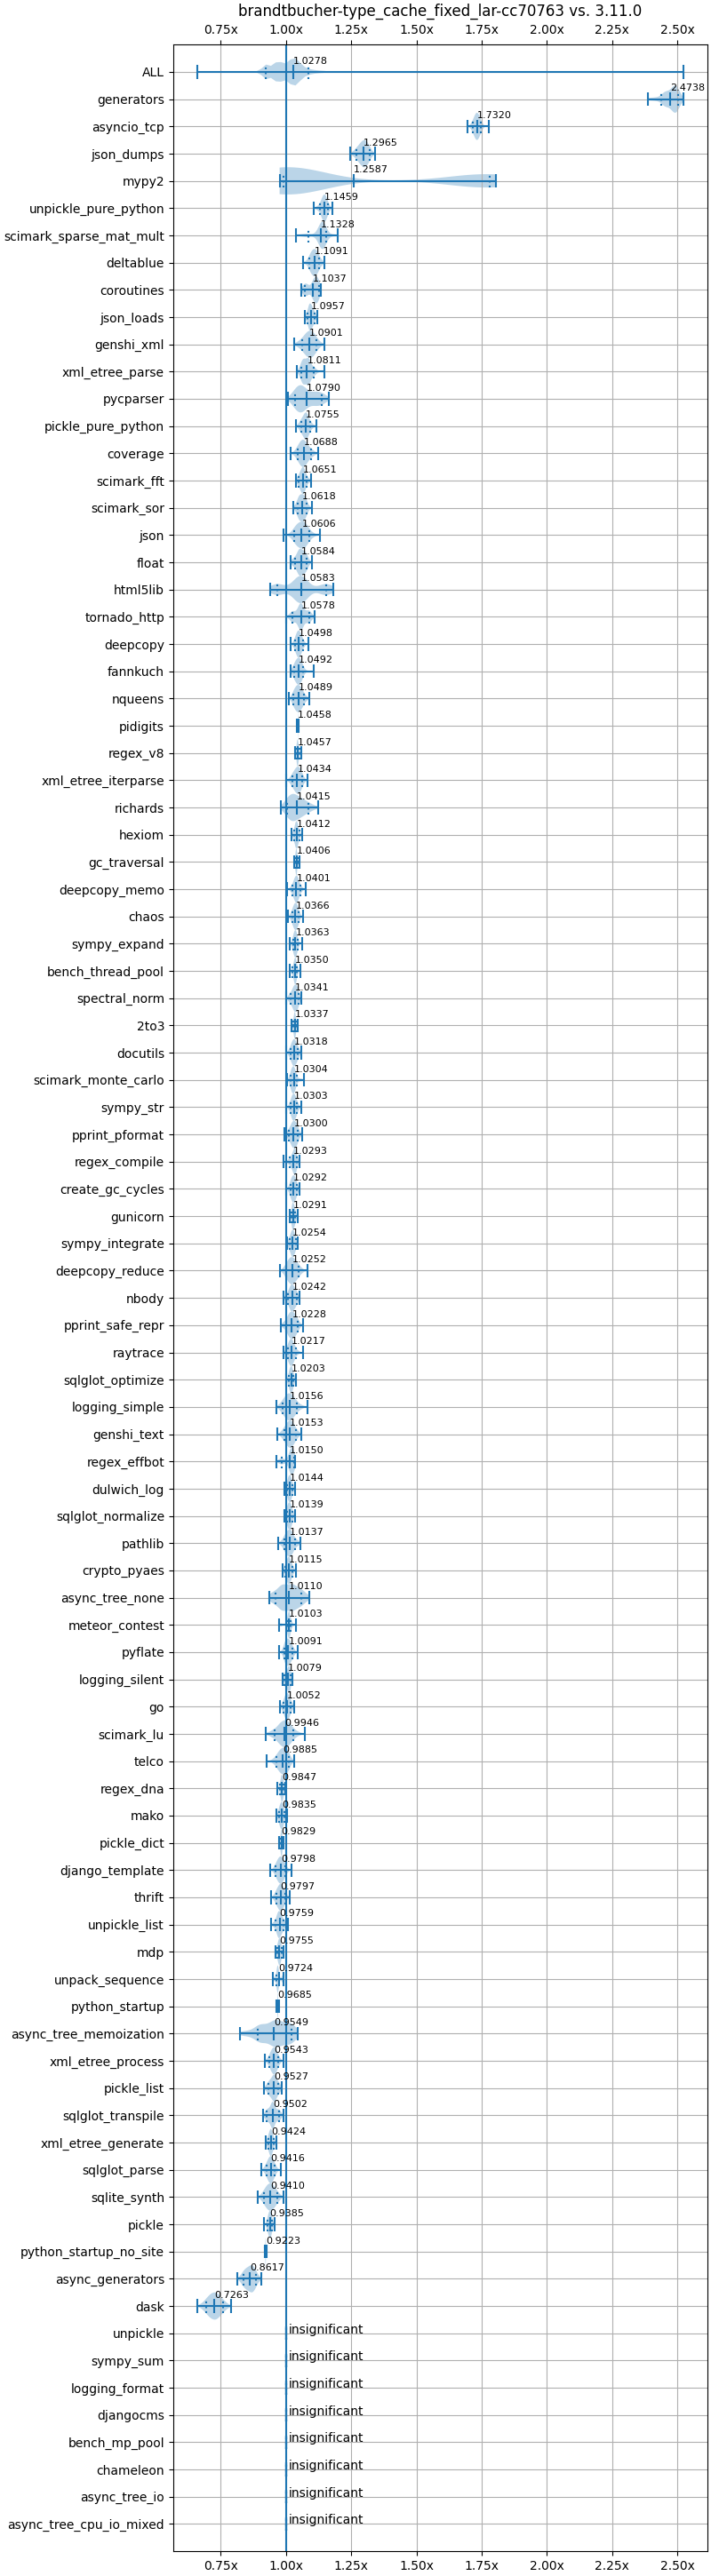 brandtbucher-type_cache_fixed_lar-cc70763 vs. 3.11.0
0.75x 1.00x 1.25x 1.50x 1.75x 2.00x 2.25x 2.50x
ALL 1.0278
generators 2.4738
asyncio_tcp 1.7320
json_dumps 1.2965
mypy2 1.2587
unpickle_pure_python 1.1459
scimark_sparse_mat_mult 1.1328
deltablue 1.1091
coroutines 1.1037
json_loads 1.0957
genshi_xml 1.0901
xml_etree_parse 1.0811
pycparser 1.0790
pickle_pure_python 1.0755
coverage 1.0688
scimark_fft 1.0651
scimark_sor 1.0618
json 1.0606
float 1.0584
html5lib 1.0583
tornado_http 1.0578
deepcopy 1.0498
fannkuch 1.0492
nqueens 1.0489
pidigits 1.0458
regex_v8 1.0457
xml_etree_iterparse 1.0434
richards 1.0415
hexiom 1.0412
gc_traversal 1.0406
deepcopy_memo 1.0401
chaos 1.0366
sympy_expand 1.0363
bench_thread_pool 1.0350
spectral_norm 1.0341
2to3 1.0337
docutils 1.0318
scimark_monte_carlo 1.0304
sympy_str 1.0303
pprint_pformat 1.0300
regex_compile 1.0293
create_gc_cycles 1.0292
gunicorn 1.0291
sympy_integrate 1.0254
deepcopy_reduce 1.0252
nbody 1.0242
pprint_safe_repr 1.0228
raytrace 1.0217
sqlglot_optimize 1.0203
logging_simple 1.0156
genshi_text 1.0153
regex_effbot 1.0150
dulwich_log 1.0144
sqlglot_normalize 1.0139
pathlib 1.0137
crypto_pyaes 1.0115
async_tree_none 1.0110
meteor_contest 1.0103
pyflate 1.0091
logging_silent 1.0079
go 1.0052
scimark_lu 0.9946
telco 0.9885
regex_dna 0.9847
mako 0.9835
pickle_dict 0.9829
django_template 0.9798
thrift 0.9797
unpickle_list 0.9759
mdp 0.9755
unpack_sequence 0.9724
python_startup 0.9685
async_tree_memoization 0.9549
xml_etree_process 0.9543
pickle_list 0.9527
sqlglot_transpile 0.9502
xml_etree_generate 0.9424
sqlglot_parse 0.9416
sqlite_synth 0.9410
pickle 0.9385
python_startup_no_site 0.9223
async_generators 0.8617
dask 0.7263
unpickle insignificant
sympy_sum insignificant
logging_format insignificant
djangocms insignificant
bench_mp_pool insignificant
chameleon insignificant
async_tree_io insignificant
async_tree_cpu_io_mixed insignificant
0.75x 1.00x 1.25x 1.50x 1.75x 2.00x 2.25x 2.50x